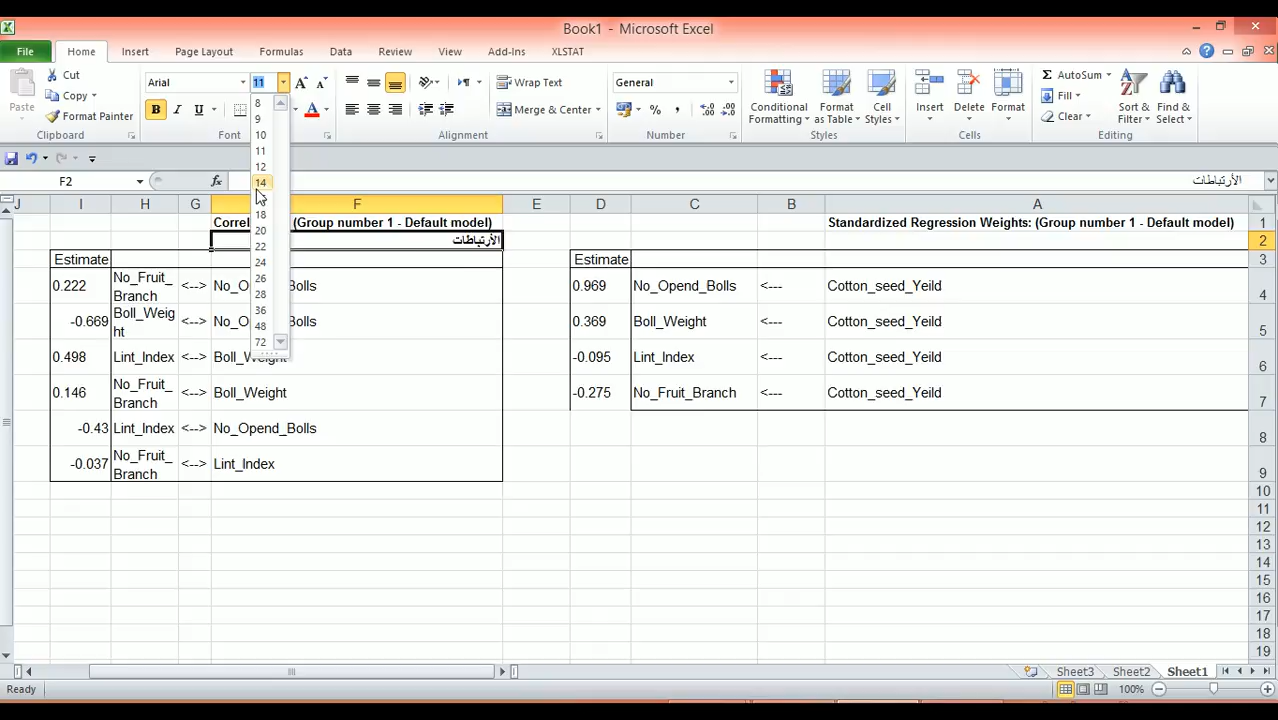 Book1 - Microsoft Excel
File Home Insert Page Layout Formulas Data Review View Add-Ins XLSTAT
Paste
Cut
Copy
Format Painter
Clipboard
Arial 11
B I U A A A
Font
Wrap Text
Merge & Center
Alignment
General
% ,
Number
Conditional Formatting
Format as Table
Cell Styles
Styles
Insert Delete Format
Cells
AutoSum
Fill
Clear
Sort & Filter
Find & Select
Editing
8
9
10
11
12
14
18
20
22
24
26
28
36
48
72
F2 fx الأرتباطات
J I H G F E D C B A
Correl (Group number 1 - Default model) Standardized Regression Weights: (Group number 1 - Default model) 1
الأرتباطات 2
Estimate Estimate 3
0.222 No_Fruit_Branch <--> No_O Bolls 0.969 No_Opend_Bolls <--- Cotton_seed_Yeild 4
-0.669 Boll_Weight <--> No_O Bolls 0.369 Boll_Weight <--- Cotton_seed_Yeild 5
0.498 Lint_Index <--> Boll_Weight -0.095 Lint_Index <--- Cotton_seed_Yeild 6
0.146 No_Fruit_Branch <--> Boll_Weight -0.275 No_Fruit_Branch <--- Cotton_seed_Yeild 7
-0.43 Lint_Index <--> No_Opend_Bolls 8
-0.037 No_Fruit_Branch <--> Lint_Index 9
10
11
12
13
14
15
16
17
18
19
Sheet3 Sheet2 Sheet1
Ready 100%